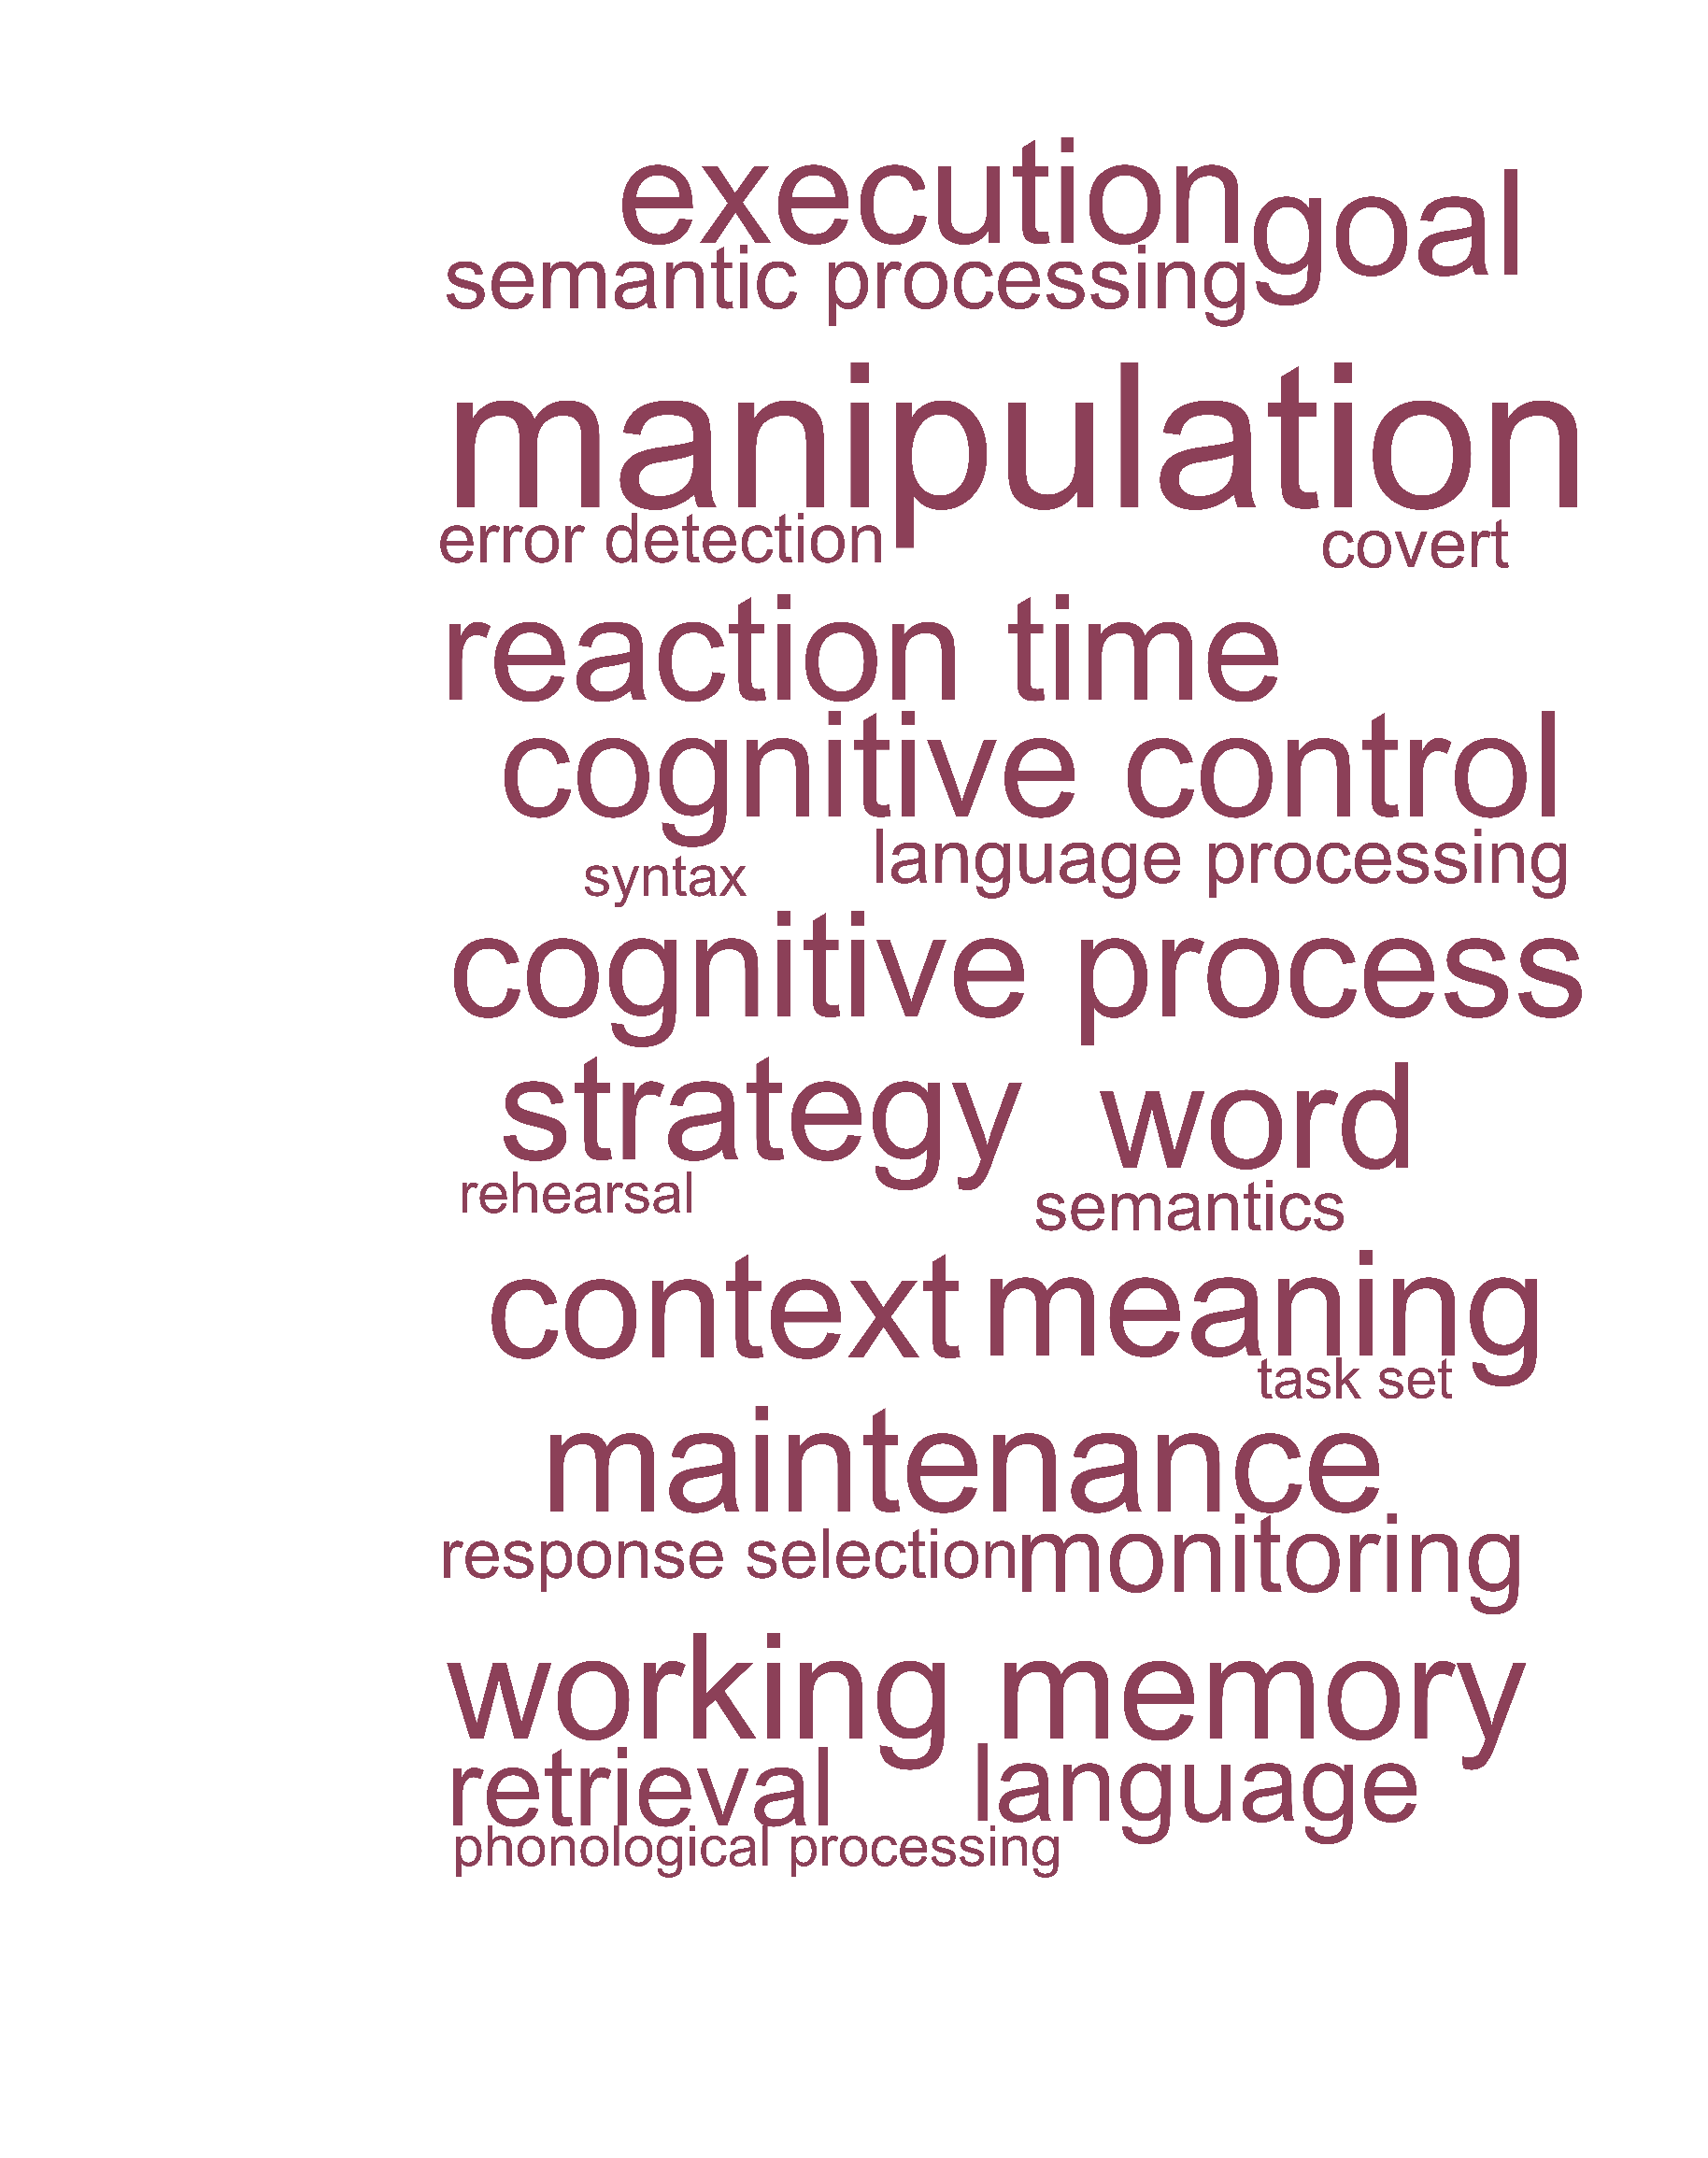 execution goal
semantic processing
manipulation
error detection covert
reaction time
cognitive control
syntax language processing
cognitive process
strategy word
rehearsal semantics
context meaning
task set
maintenance
response selection monitoring
working memory
retrieval language
phonological processing